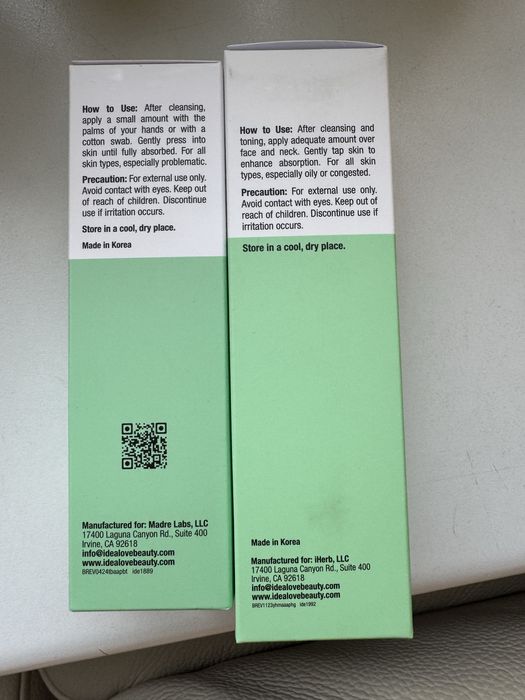 How to Use: After cleansing,
apply a small amount with the
palms of your hands or with a
cotton swab. Gently press into
skin until fully absorbed. For all
skin types, especially problematic.
Precaution: For external use only.
Avoid contact with eyes. Keep out
of reach of children. Discontinue
use if irritation occurs.
Store in a cool, dry place.
Made in Korea
Manufactured for: Madre Labs, LLC
17400 Laguna Canyon Rd., Suite 400
Irvine, CA 92618
info@idealovebeauty.com
www.idealovebeauty.com
ide1889
How to Use: After cleansing and
toning, apply adequate amount over
face and neck. Gently tap skin to
enhance absorption. For all skin
types, especially oily or congested.
Precaution: For external use only.
Avoid contact with eyes. Keep out of
reach of children. Discontinue use if
irritation occurs.
Store in a cool, dry place.
Made in Korea
Manufactured for: iHerb, LLC
17400 Laguna Canyon Rd., Suite 400
Irvine, CA 92618
info@idealovebeauty.com
www.idealovebeauty.com
ide1992